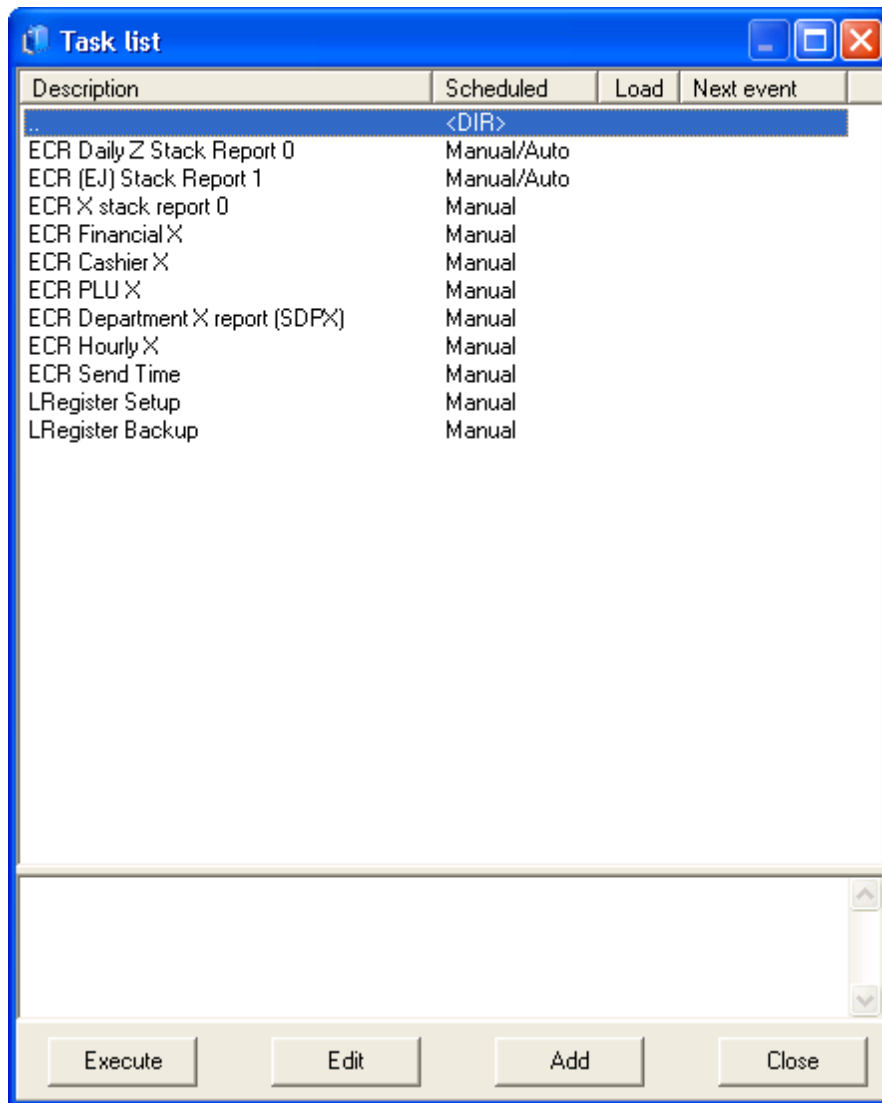 Task list
Description Scheduled Load Next event
.. <DIR>
ECR Daily Z Stack Report 0 Manual/Auto
ECR (EJ) Stack Report 1 Manual/Auto
ECR X stack report 0 Manual
ECR Financial X Manual
ECR Cashier X Manual
ECR PLU X Manual
ECR Department X report (SDPX) Manual
ECR Hourly X Manual
ECR Send Time Manual
LRegister Setup Manual
LRegister Backup Manual
Execute Edit Add Close